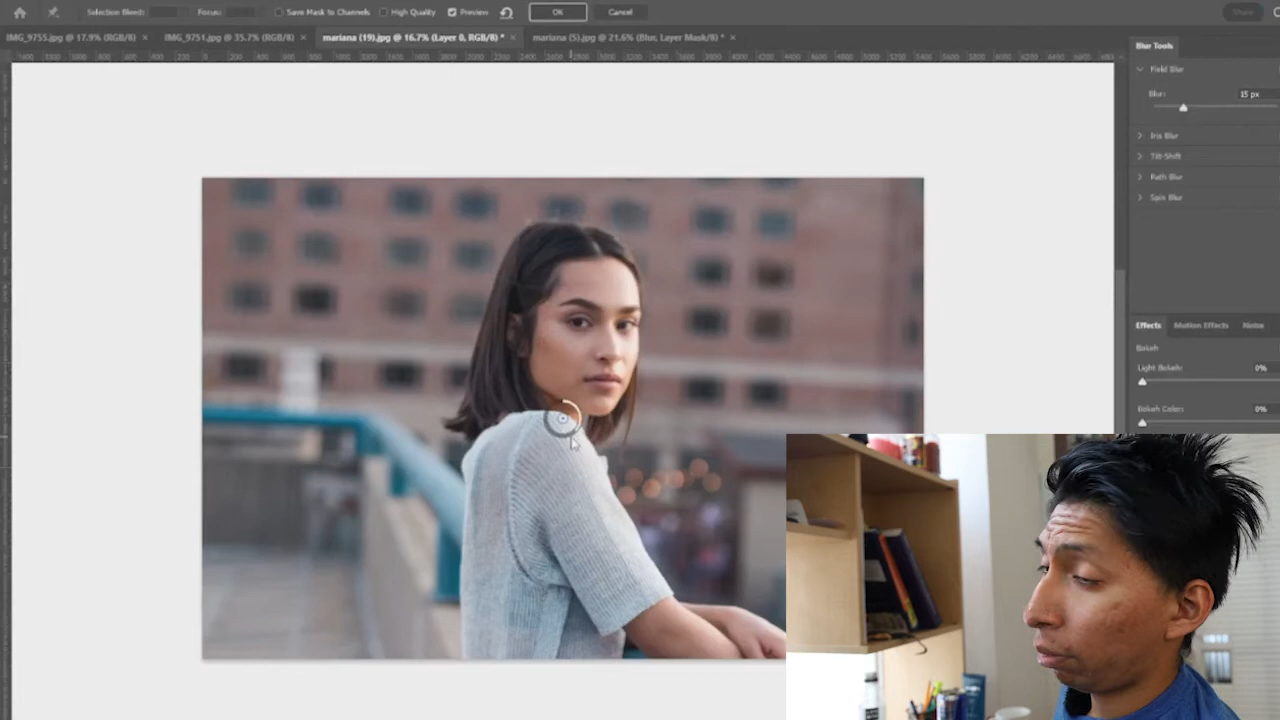 Selection Bleed: Focus: Save Mask to Channels High Quality Preview OK Cancel Share
IMG_9755.jpg @ 17.9% (RGB/8) × IMG_9751.jpg @ 35.7% (RGB/8) × mariana (19).jpg @ 16.7% (Layer 0, RGB/8) * × mariana (5).jpg @ 21.6% (Blur, Layer Mask/8) * ×
Blur Tools
Field Blur
Blur: 15 px
Iris Blur
Tilt-Shift
Path Blur
Spin Blur
Effects Motion Effects Noise
Bokeh
Light Bokeh: 0%
Bokeh Color: 0%